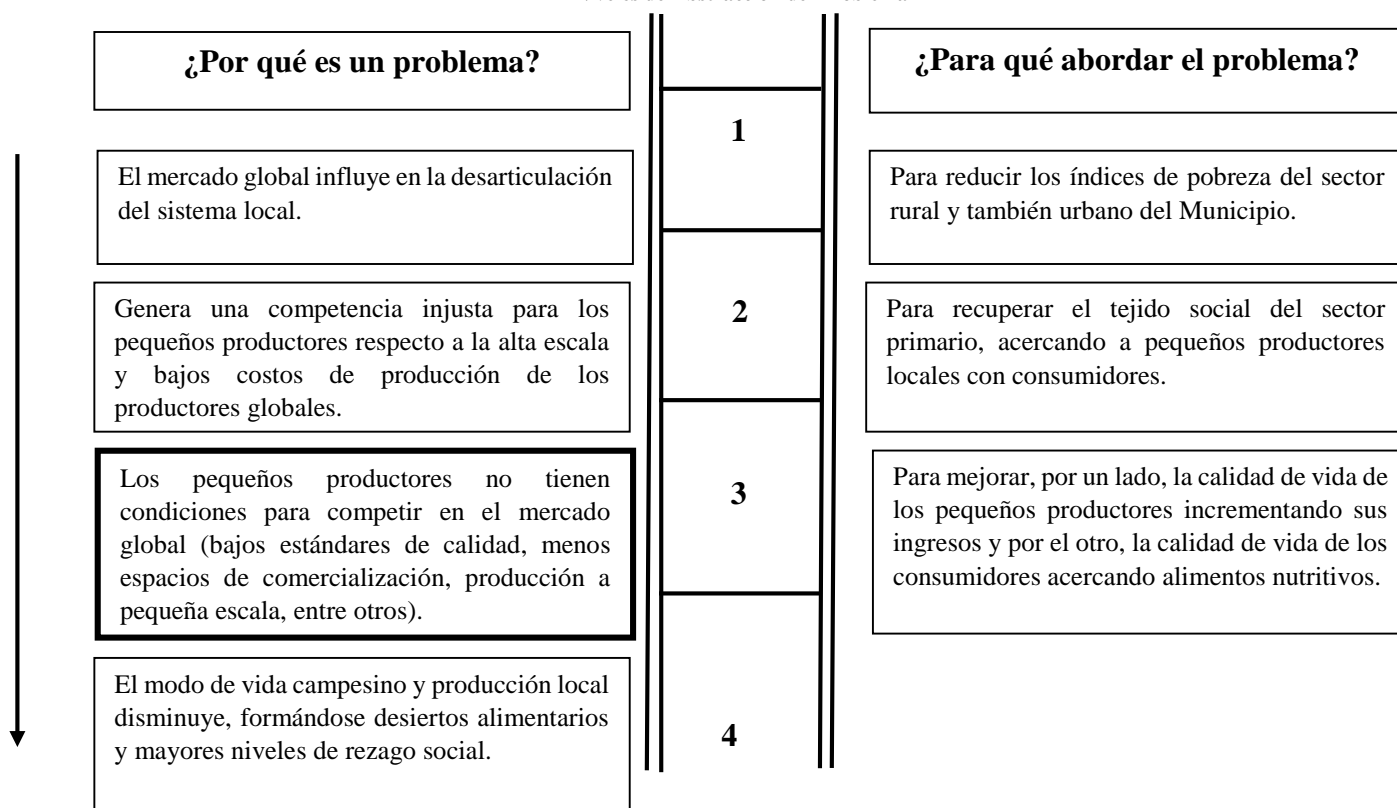 ¿Por qué es un problema?
El mercado global influye en la desarticulación
del sistema local.
Genera una competencia injusta para los
pequeños productores respecto a la alta escala
y bajos costos de producción de los
productores globales.
Los pequeños productores no tienen
condiciones para competir en el mercado
global (bajos estándares de calidad, menos
espacios de comercialización, producción a
pequeña escala, entre otros).
El modo de vida campesino y producción local
disminuye, formándose desiertos alimentarios
y mayores niveles de rezago social.
1
2
3
4
¿Para qué abordar el problema?
Para reducir los índices de pobreza del sector
rural y también urbano del Municipio.
Para recuperar el tejido social del sector
primario, acercando a pequeños productores
locales con consumidores.
Para mejorar, por un lado, la calidad de vida de
los pequeños productores incrementando sus
ingresos y por el otro, la calidad de vida de los
consumidores acercando alimentos nutritivos.